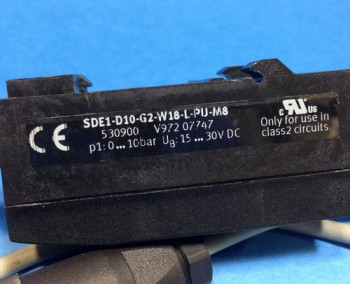 SDE1-D10-G2-W18-L-PU-M8
530900 V972 07747
p1: 0...10bar UB: 15 ... 30V DC
CE
c RU US
Only for use in
class2 circuits